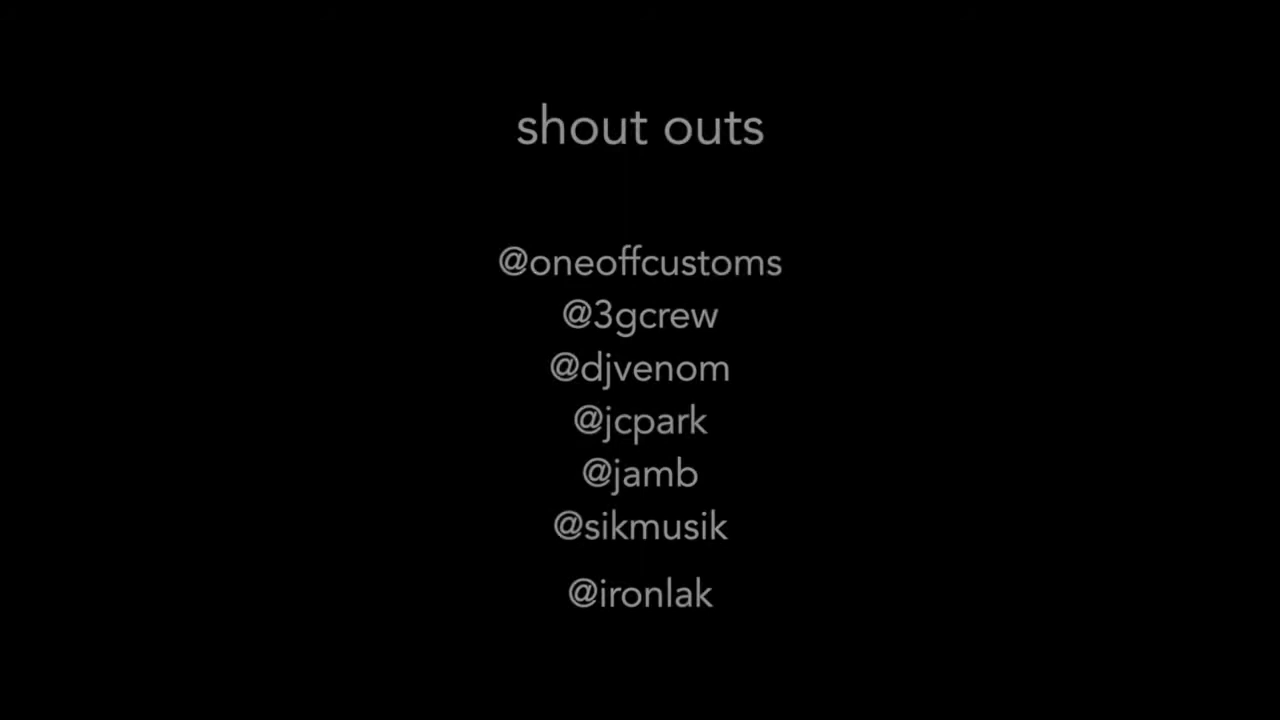 shout outs
@oneoffcustoms
@3gcrew
@djvenom
@jcpark
@jamb
@sikmusik
@ironlak